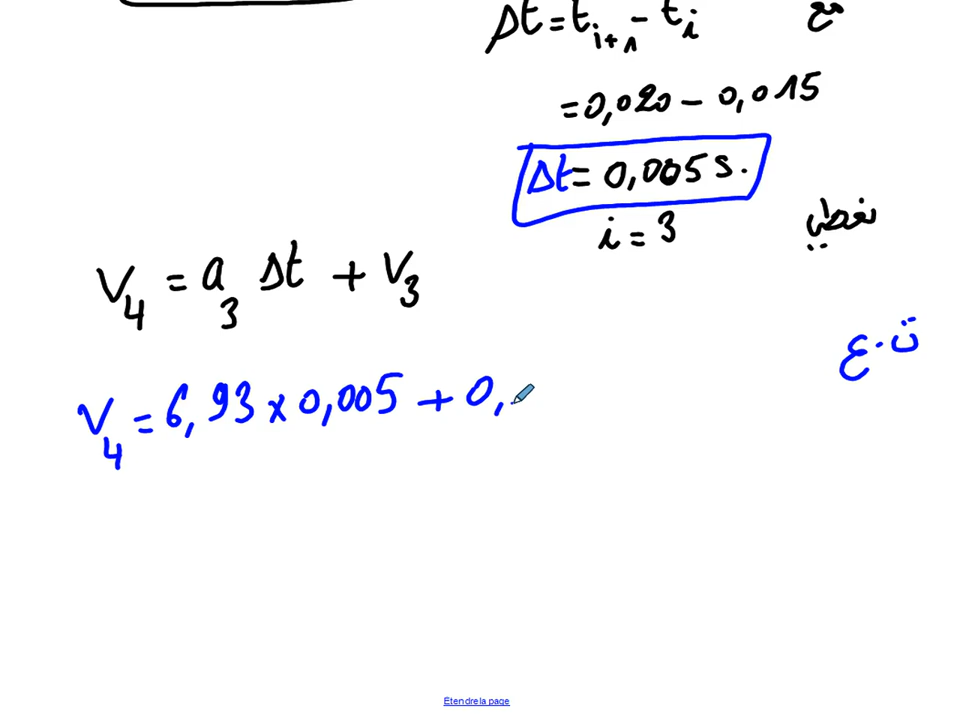 Δt = t_{i+1} - t_i مع
= 0,020 - 0,015
Δt = 0,005 s.
i = 3 نعطي
V_4 = a_3 Δt + V_3
ت.ع
V_4 = 6,93 × 0,005 + 0,
Etendre la page